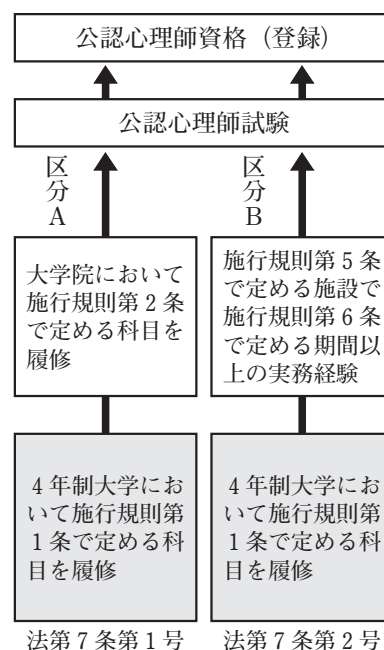 公認心理師資格（登録）
公認心理師試験
区分A
区分B
大学院において
施行規則第2条
で定める科目を
履修
施行規則第5条
で定める施設で
施行規則第6条
で定める期間以
上の実務経験
4年制大学にお
いて施行規則第
1条で定める科
目を履修
4年制大学にお
いて施行規則第
1条で定める科
目を履修
法第7条第1号
法第7条第2号